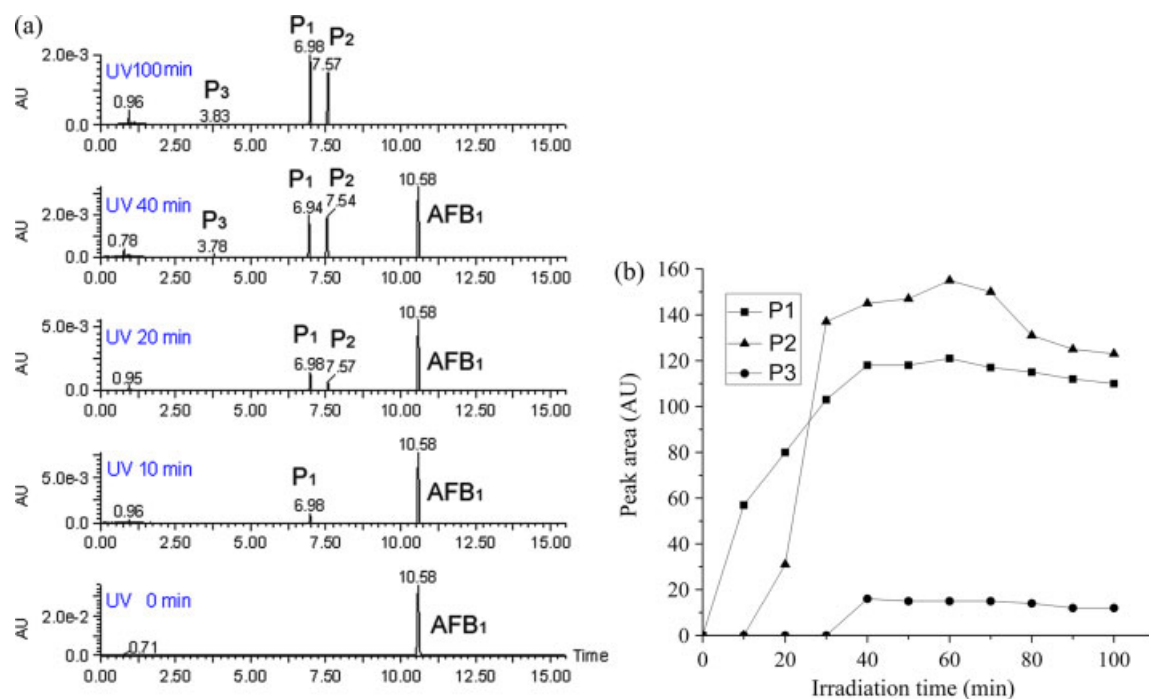 (a)
P1
P2
6.98
7.57
2.0e-3
UV 100 min
P3
0.96
3.83
AU
0.0
0.00 2.50 5.00 7.50 10.00 12.50 15.00
P1
P2
10.58
UV 40 min
6.94
7.54
2.0e-3
P3
AFB1
0.78
3.78
AU
0.0
0.00 2.50 5.00 7.50 10.00 12.50 15.00
10.58
5.0e-3
UV 20 min
P1
P2
6.98
7.57
AFB1
0.95
AU
0.0
0.00 2.50 5.00 7.50 10.00 12.50 15.00
10.58
UV 10 min
P1
5.0e-3
AFB1
0.96
6.98
AU
0.0
0.00 2.50 5.00 7.50 10.00 12.50 15.00
10.58
UV 0 min
2.0e-2
AFB1
0.71
AU
0.0
Time
0.00 2.50 5.00 7.50 10.00 12.50 15.00
(b)
160
140
120
100
80
60
40
20
0
P1
P2
P3
Peak area (AU)
0 20 40 60 80 100
Irradiation time (min)